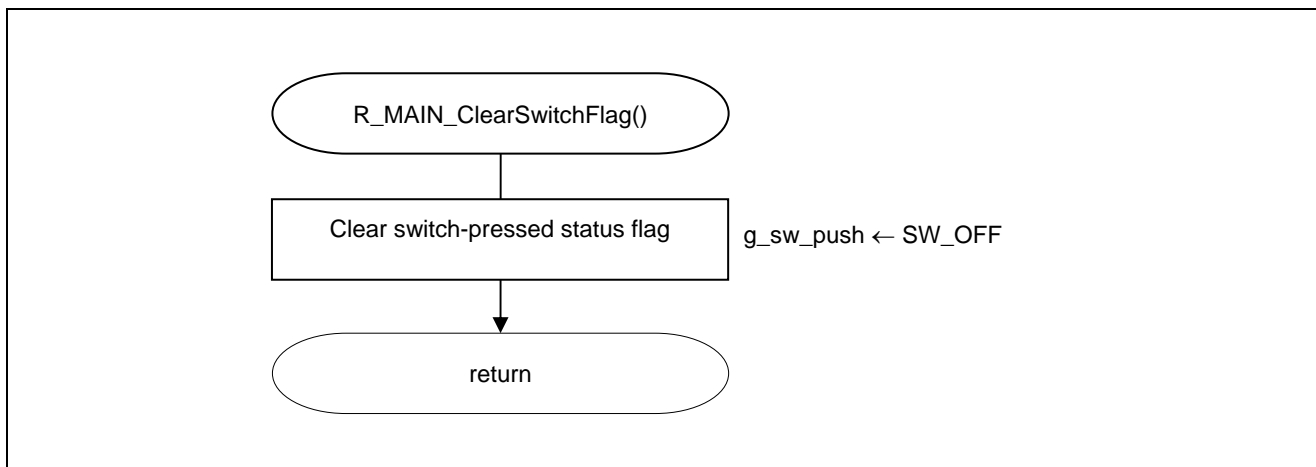 R_MAIN_ClearSwitchFlag()
Clear switch-pressed status flag
g_sw_push ← SW_OFF
return